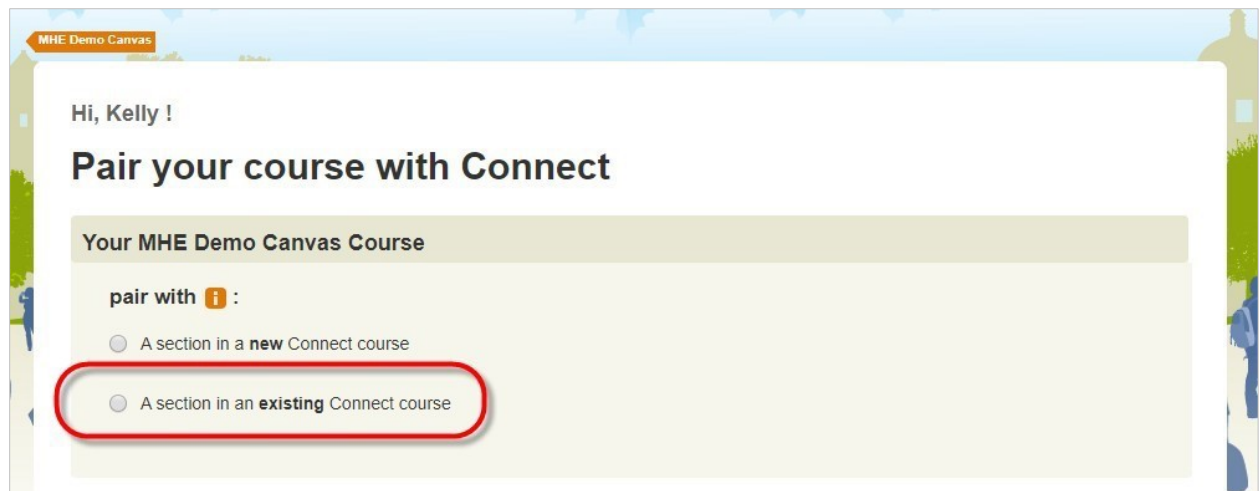 MHE Demo Canvas
Hi, Kelly !
Pair your course with Connect
Your MHE Demo Canvas Course
pair with i :
A section in a new Connect course
A section in an existing Connect course